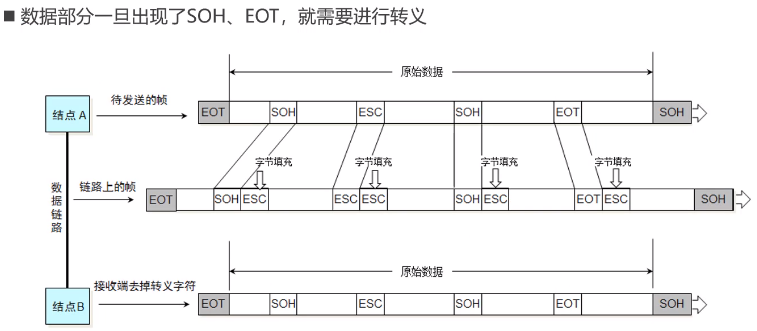 ■ 数据部分一旦出现了SOH、EOT，就需要进行转义
原始数据
结点 A
待发送的帧
EOT SOH ESC SOH EOT SOH
字节填充 字节填充 字节填充 字节填充
数据链路
链路上的帧
EOT SOH ESC ESC ESC SOH ESC EOT ESC SOH
原始数据
结点B
接收端去掉转义字符
EOT SOH ESC SOH EOT SOH